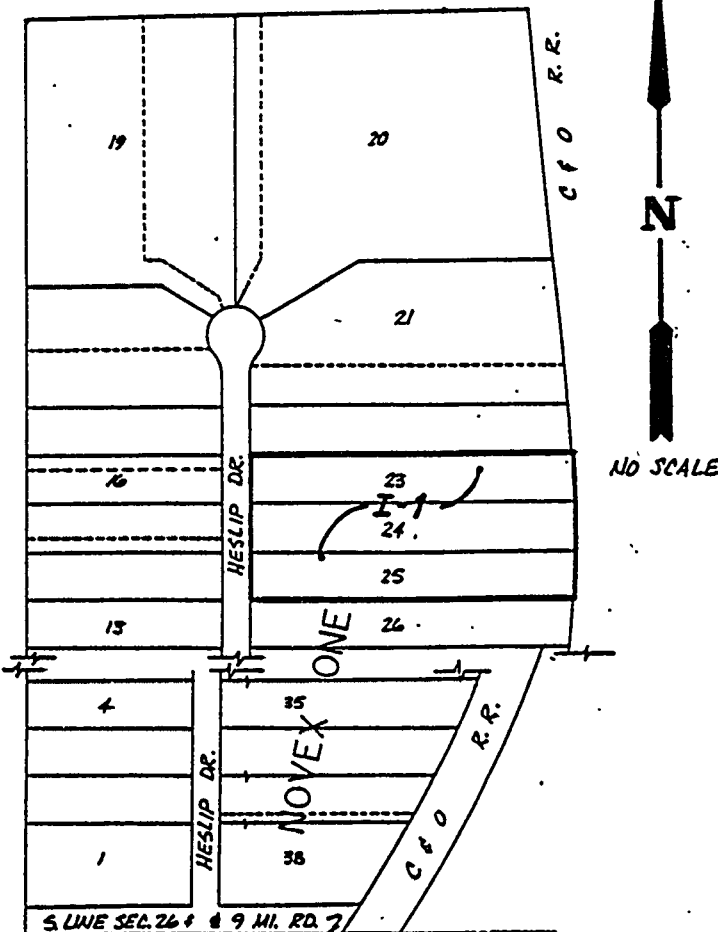 C & O R. R.
19
20
N
21
NO SCALE
HESLIP DR.
16
23
I-1
24
25
13
26
NOVEX ONE
4
35
HESLIP DR.
C & O R. R.
1
38
S. LINE SEC. 26 & ℄ 9 MI. RD.